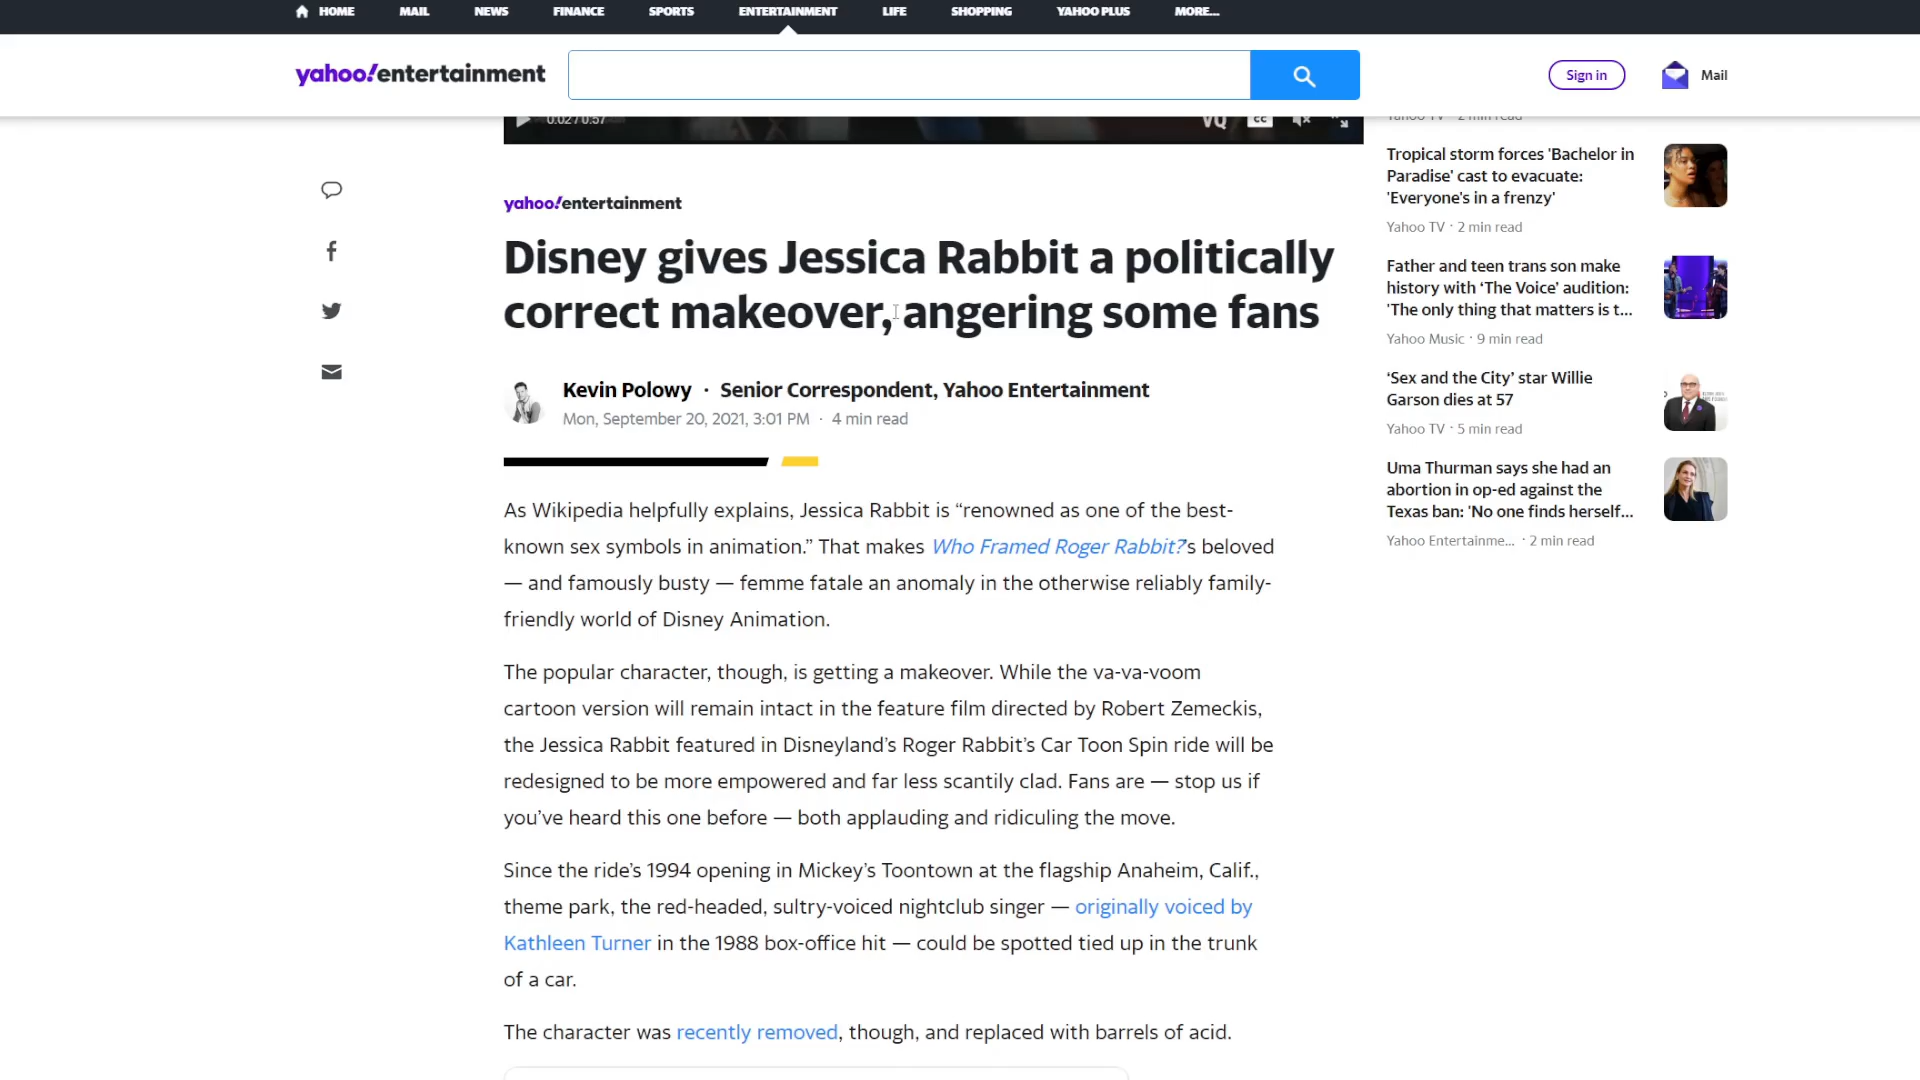 HOME MAIL NEWS FINANCE SPORTS ENTERTAINMENT LIFE SHOPPING YAHOO PLUS MORE...
yahoo!entertainment
Sign in
Mail
0:02 / 0:57
VQ
CC
yahoo!entertainment
Disney gives Jessica Rabbit a politically
correct makeover, angering some fans
Kevin Polowy · Senior Correspondent, Yahoo Entertainment
Mon, September 20, 2021, 3:01 PM · 4 min read
As Wikipedia helpfully explains, Jessica Rabbit is “renowned as one of the best-
known sex symbols in animation.” That makes Who Framed Roger Rabbit?’s beloved
— and famously busty — femme fatale an anomaly in the otherwise reliably family-
friendly world of Disney Animation.
The popular character, though, is getting a makeover. While the va-va-voom
cartoon version will remain intact in the feature film directed by Robert Zemeckis,
the Jessica Rabbit featured in Disneyland’s Roger Rabbit’s Car Toon Spin ride will be
redesigned to be more empowered and far less scantily clad. Fans are — stop us if
you’ve heard this one before — both applauding and ridiculing the move.
Since the ride’s 1994 opening in Mickey’s Toontown at the flagship Anaheim, Calif.,
theme park, the red-headed, sultry-voiced nightclub singer — originally voiced by
Kathleen Turner in the 1988 box-office hit — could be spotted tied up in the trunk
of a car.
The character was recently removed, though, and replaced with barrels of acid.
Yahoo TV · 2 min read
Tropical storm forces 'Bachelor in
Paradise' cast to evacuate:
'Everyone's in a frenzy'
Yahoo TV · 2 min read
Father and teen trans son make
history with ‘The Voice’ audition:
'The only thing that matters is t...
Yahoo Music · 9 min read
‘Sex and the City’ star Willie
Garson dies at 57
Yahoo TV · 5 min read
Uma Thurman says she had an
abortion in op-ed against the
Texas ban: 'No one finds herself...
Yahoo Entertainme... · 2 min read